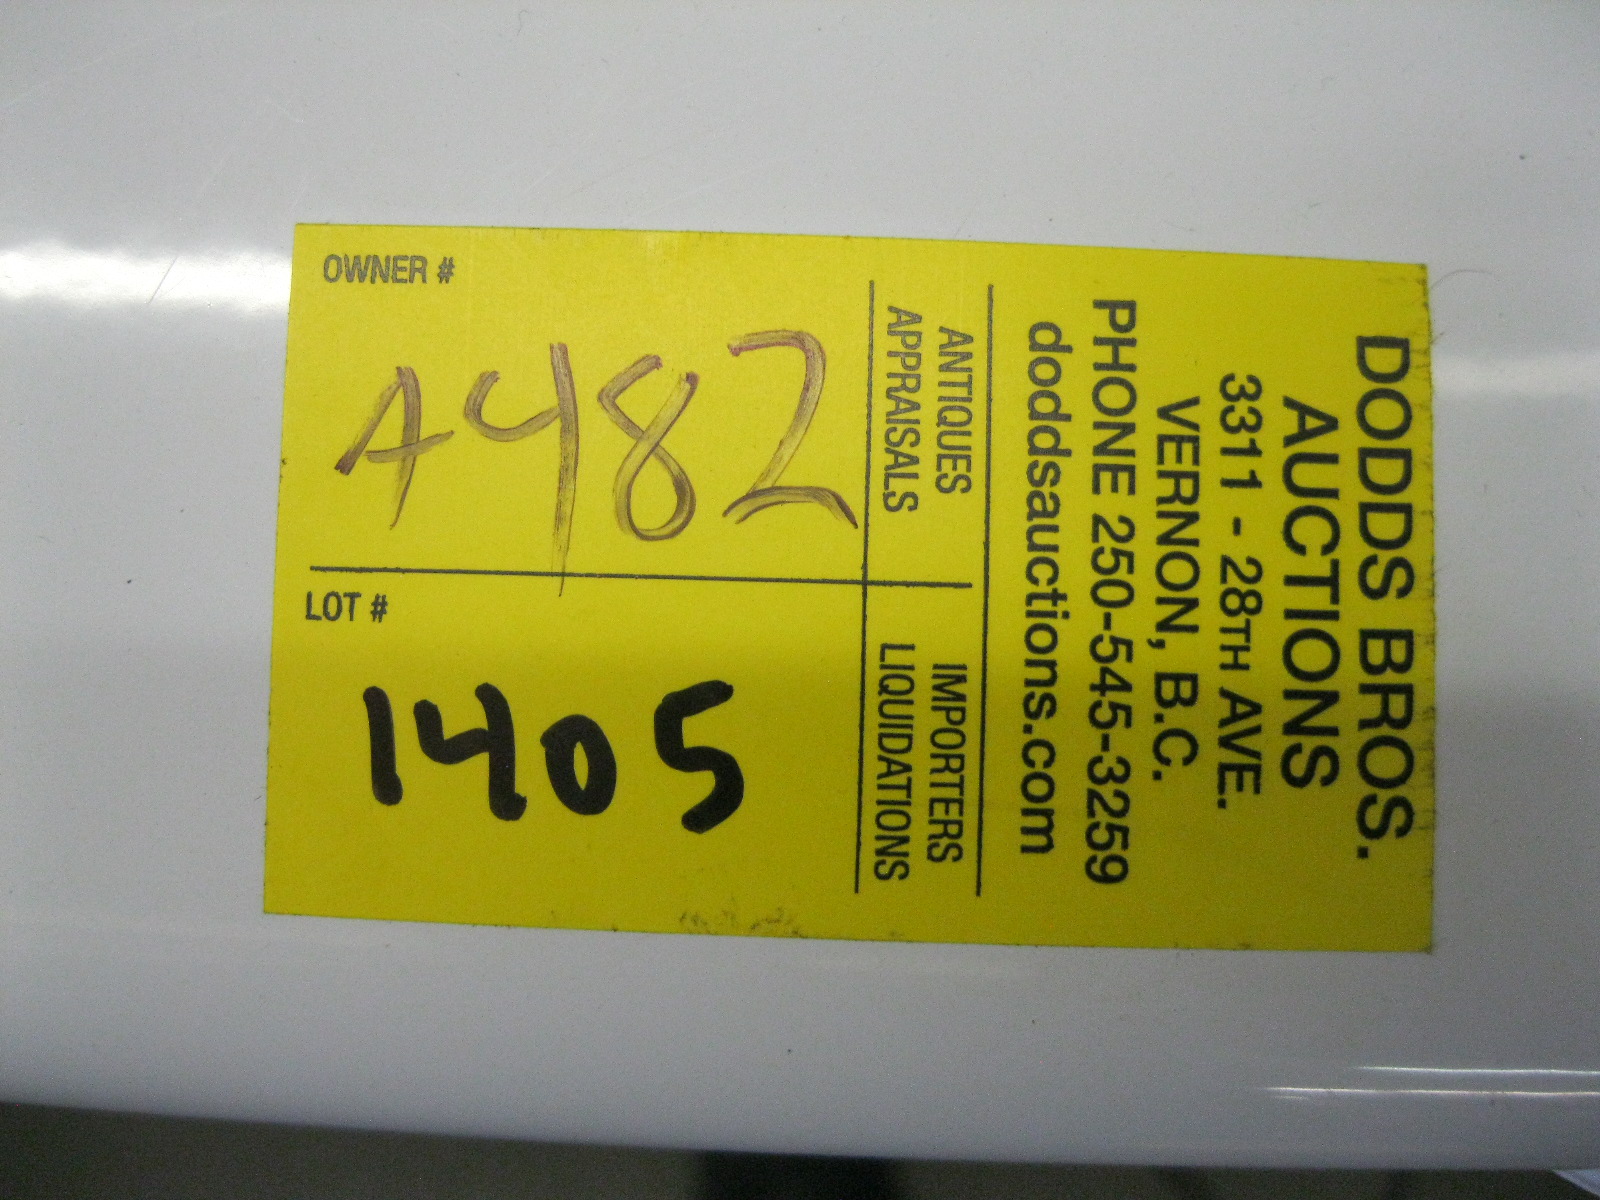 DODDS BROS.
AUCTIONS
3311 - 28TH AVE.
VERNON, B.C.
PHONE 250-545-3259
doddsauctions.com
ANTIQUES
APPRAISALS
IMPORTERS
LIQUIDATIONS
OWNER #
A482
LOT #
1405